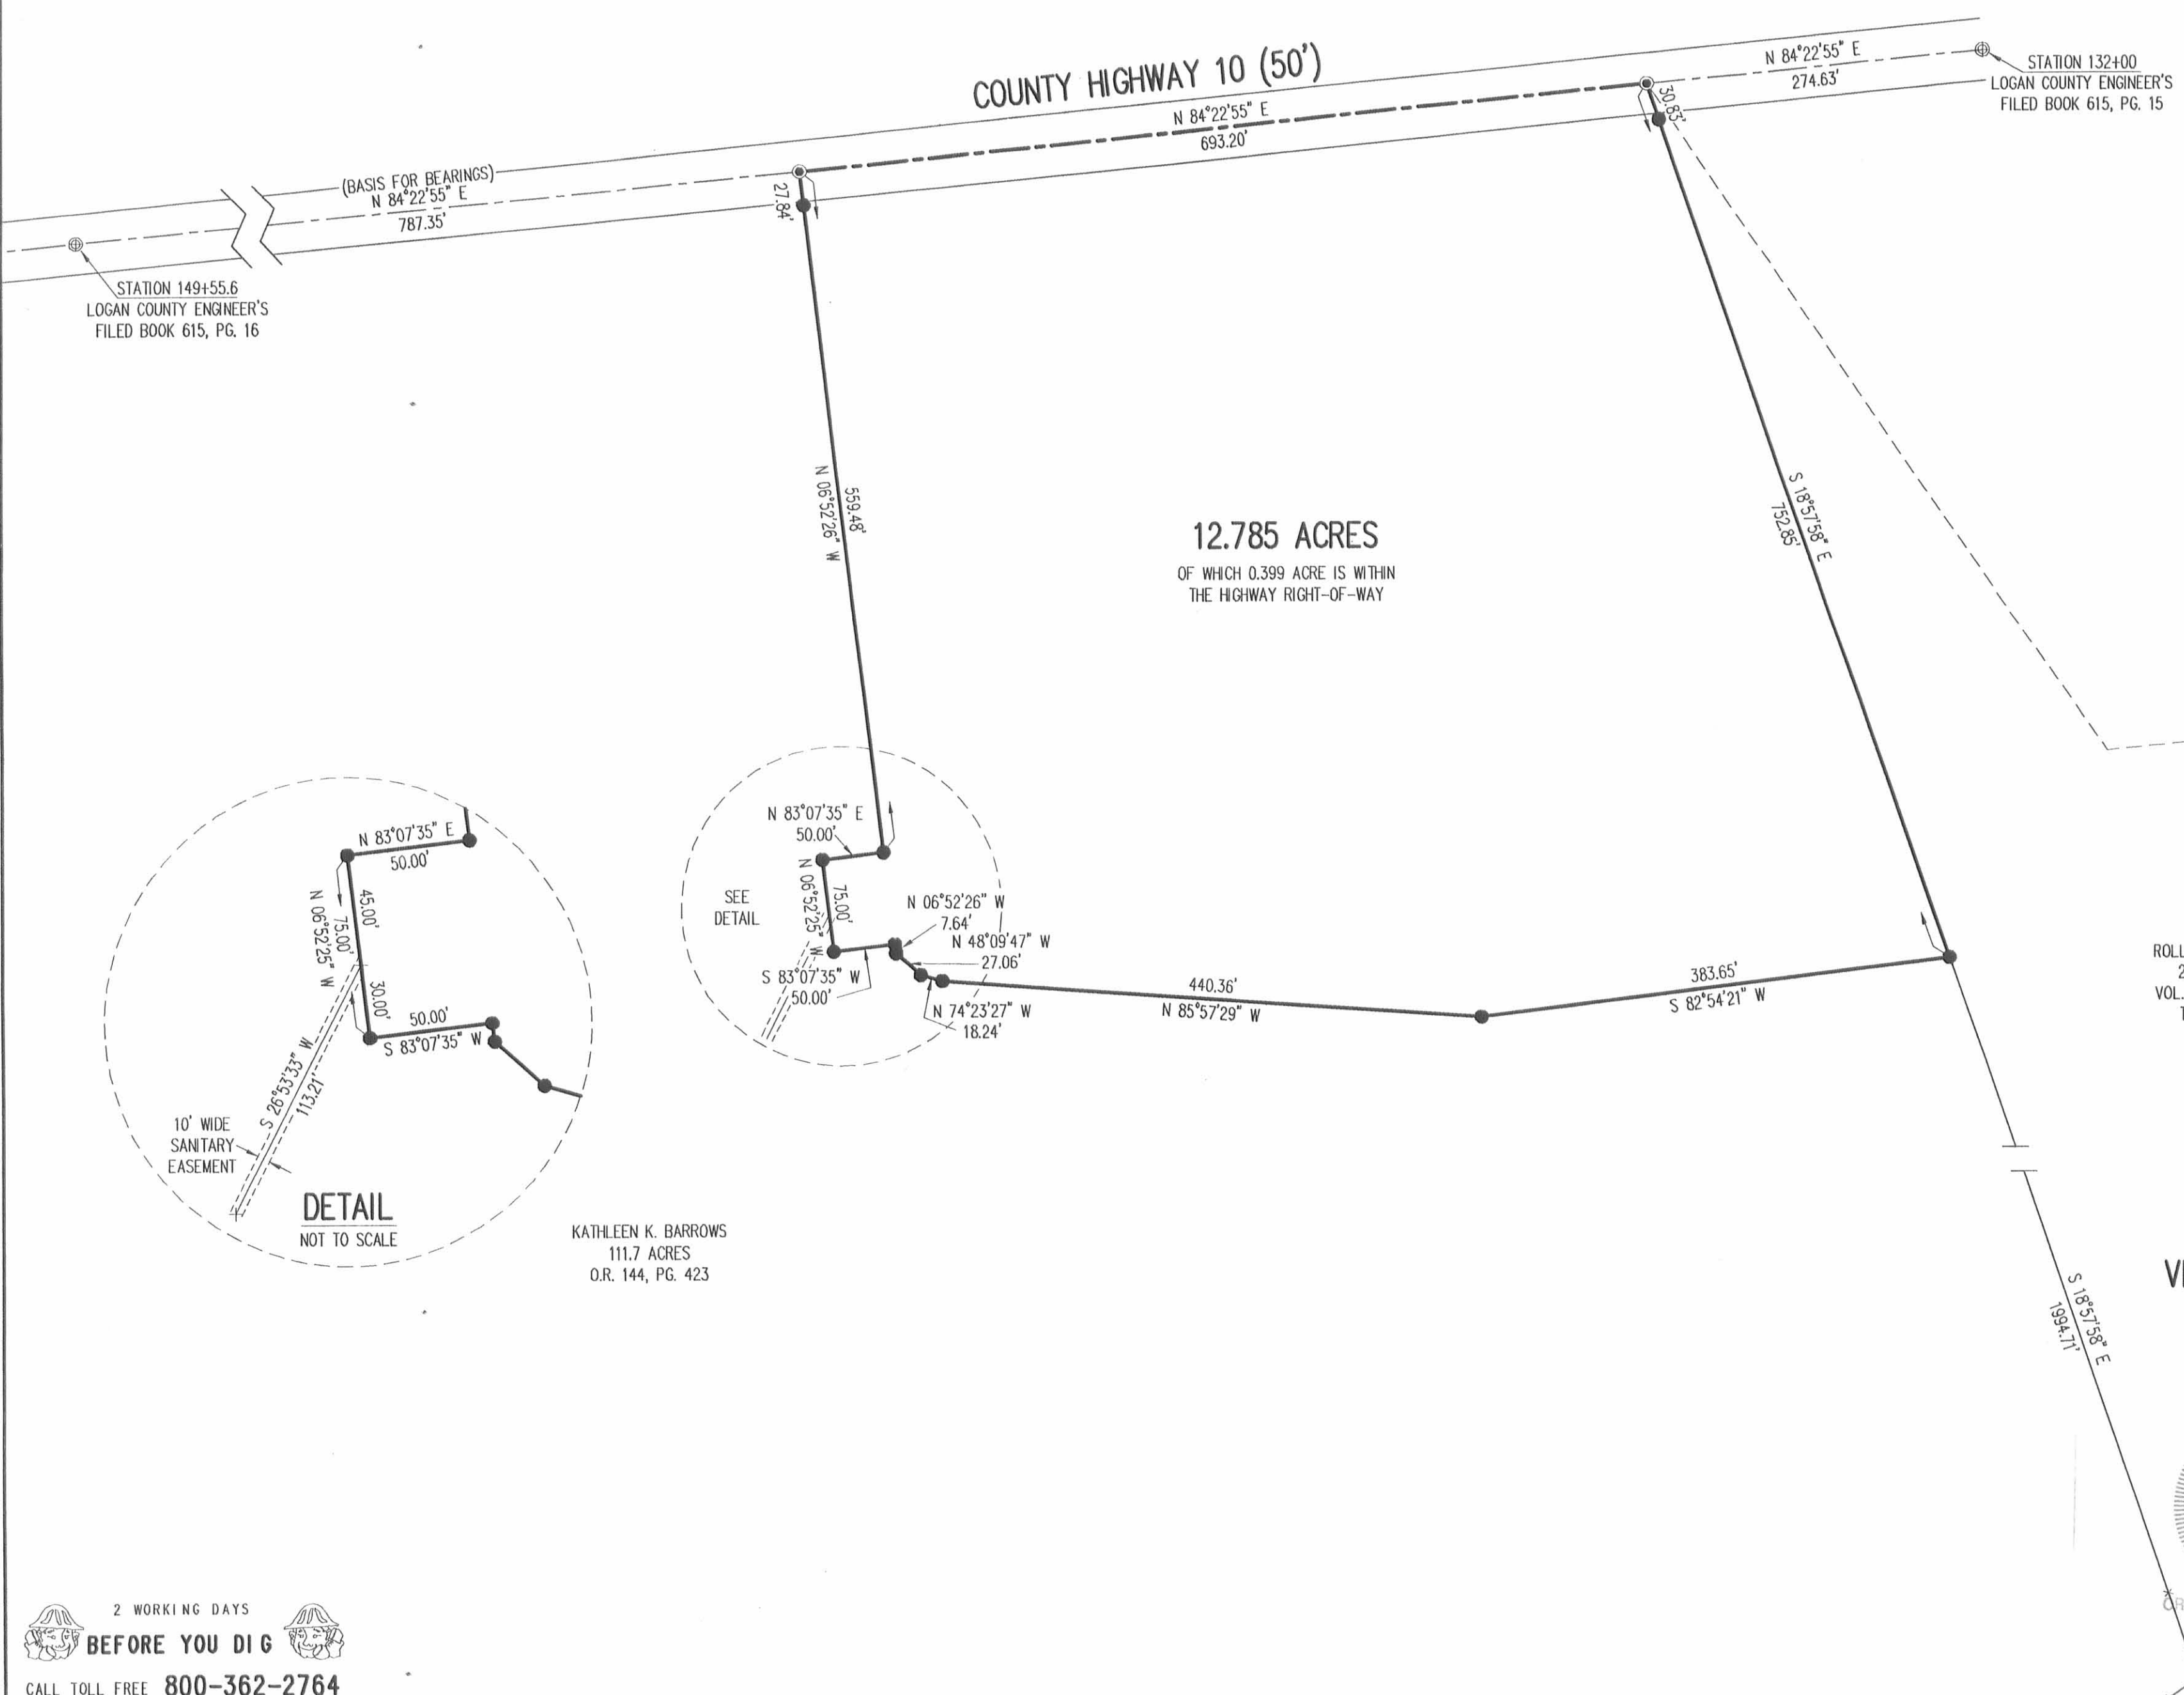 COUNTY HIGHWAY 10 (50')
N 84°22'55" E
274.63'
STATION 132+00
LOGAN COUNTY ENGINEER'S
FILED BOOK 615, PG. 15
N 84°22'55" E
693.20'
30.83'
(BASIS FOR BEARINGS)
N 84°22'55" E
787.35'
27.84'
STATION 149+55.6
LOGAN COUNTY ENGINEER'S
FILED BOOK 615, PG. 16
559.48'
N 06°52'26" W
12.785 ACRES
OF WHICH 0.399 ACRE IS WITHIN
THE HIGHWAY RIGHT-OF-WAY
S 18°57'58" E
752.85'
N 83°07'35" E
50.00'
SEE
DETAIL
75.00'
N 06°52'25" W
N 06°52'26" W
7.64'
N 48°09'47" W
27.06'
S 83°07'35" W
50.00'
N 74°23'27" W
18.24'
440.36'
N 85°57'29" W
383.65'
S 82°54'21" W
N 83°07'35" E
50.00'
45.00'
75.00'
N 06°52'25" W
30.00'
50.00'
S 83°07'35" W
S 26°53'33" W
113.21'
10' WIDE
SANITARY
EASEMENT
DETAIL
NOT TO SCALE
KATHLEEN K. BARROWS
111.7 ACRES
O.R. 144, PG. 423
ROLL
2
VOL.
S 18°57'58" E
1994.71'
2 WORKING DAYS
BEFORE YOU DIG
CALL TOLL FREE 800-362-2764